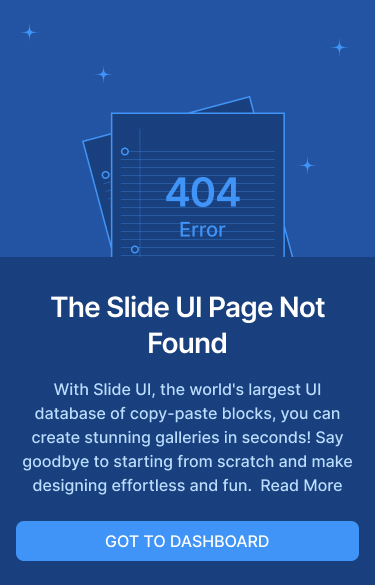 404
Error
The Slide UI Page Not
Found
With Slide UI, the world's largest UI
database of copy-paste blocks, you can
create stunning galleries in seconds! Say
goodbye to starting from scratch and make
designing effortless and fun.  Read More
GOT TO DASHBOARD